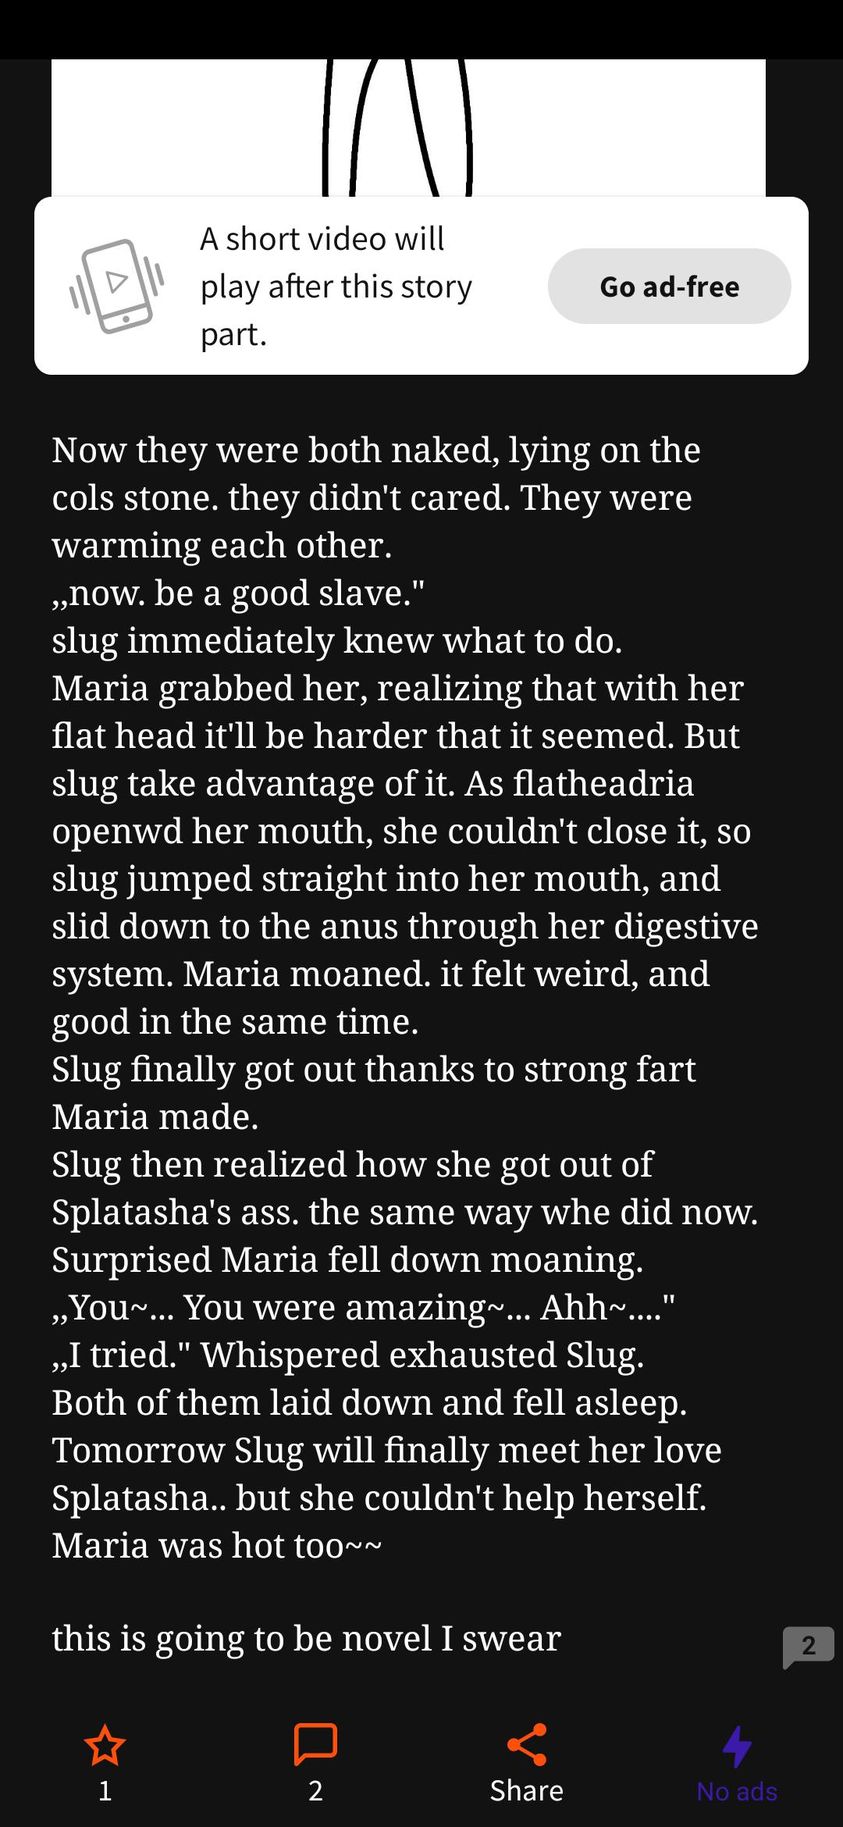 A short video will
play after this story
part.
Go ad-free
Now they were both naked, lying on the
cols stone. they didn't cared. They were
warming each other.
,,now. be a good slave."
slug immediately knew what to do.
Maria grabbed her, realizing that with her
flat head it'll be harder that it seemed. But
slug take advantage of it. As flatheadria
openwd her mouth, she couldn't close it, so
slug jumped straight into her mouth, and
slid down to the anus through her digestive
system. Maria moaned. it felt weird, and
good in the same time.
Slug finally got out thanks to strong fart
Maria made.
Slug then realized how she got out of
Splatasha's ass. the same way whe did now.
Surprised Maria fell down moaning.
,,You~... You were amazing~... Ahh~...."
,,I tried." Whispered exhausted Slug.
Both of them laid down and fell asleep.
Tomorrow Slug will finally meet her love
Splatasha.. but she couldn't help herself.
Maria was hot too~~
this is going to be novel I swear
2
1
2
Share
No ads